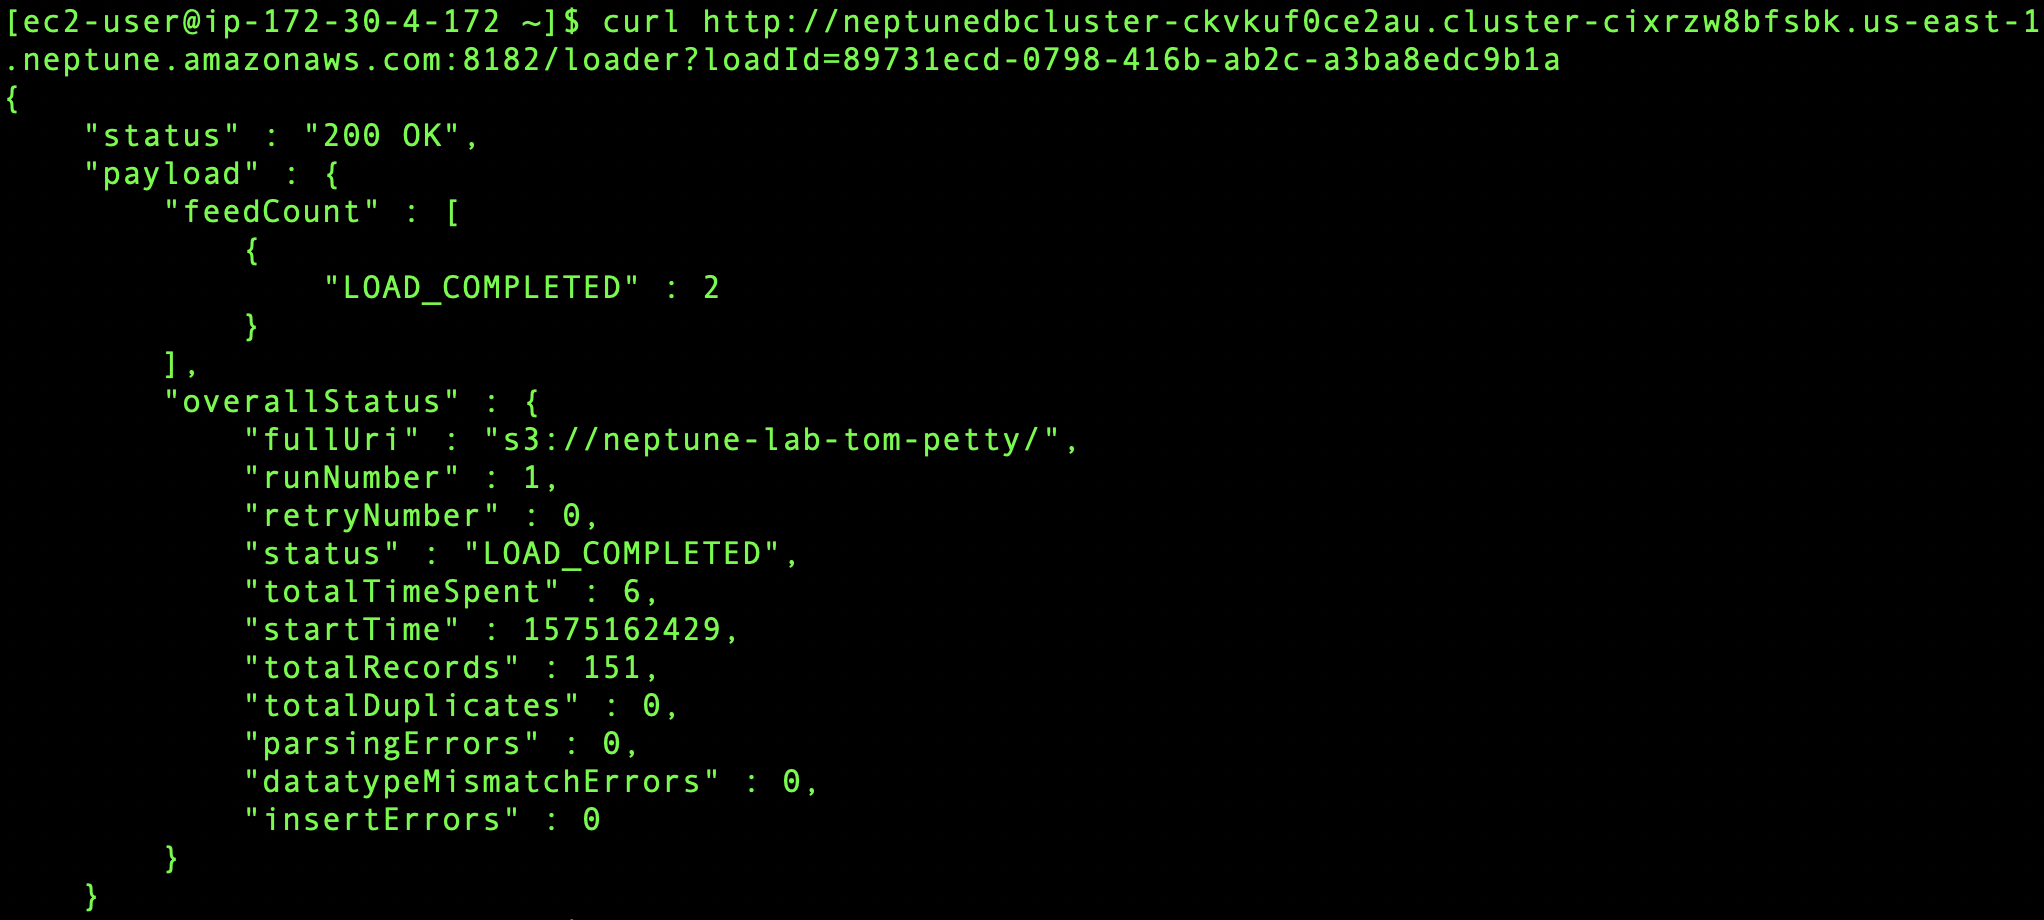 [ec2-user@ip-172-30-4-172 ~]$ curl http://neptunedbcluster-ckvkuf0ce2au.cluster-cixrzw8bfsbk.us-east-1
.neptune.amazonaws.com:8182/loader?loadId=89731ecd-0798-416b-ab2c-a3ba8edc9b1a
{
    "status" : "200 OK",
    "payload" : {
        "feedCount" : [
            {
                "LOAD_COMPLETED" : 2
            }
        ],
        "overallStatus" : {
            "fullUri" : "s3://neptune-lab-tom-petty/",
            "runNumber" : 1,
            "retryNumber" : 0,
            "status" : "LOAD_COMPLETED",
            "totalTimeSpent" : 6,
            "startTime" : 1575162429,
            "totalRecords" : 151,
            "totalDuplicates" : 0,
            "parsingErrors" : 0,
            "datatypeMismatchErrors" : 0,
            "insertErrors" : 0
        }
    }